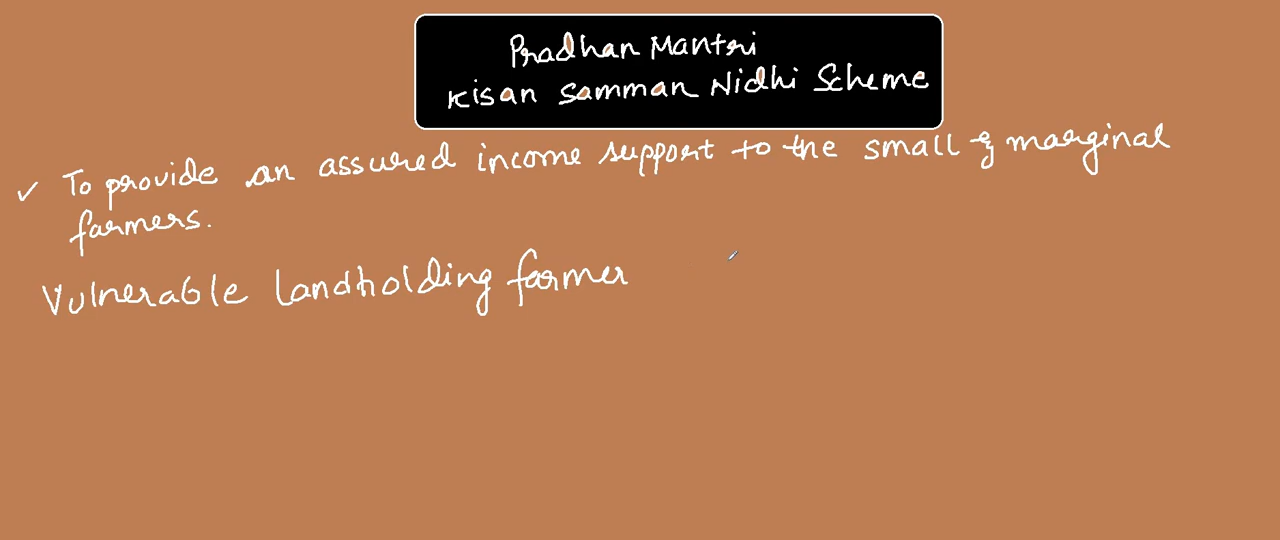 Pradhan Mantri
Kisan Samman Nidhi Scheme
✓ To provide an assured income support to the small & marginal
farmers.
Vulnerable landholding farmer